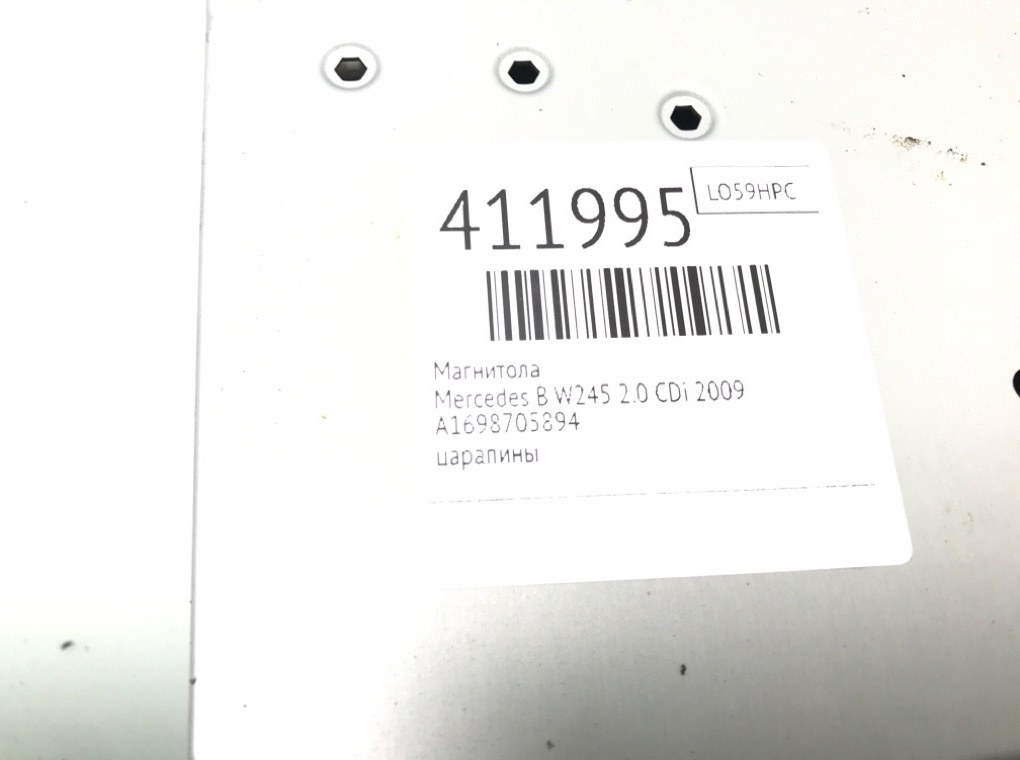 411995
LO59HPC
Магнитола
Mercedes B W245 2.0 CDi 2009
A1698705894
царапины